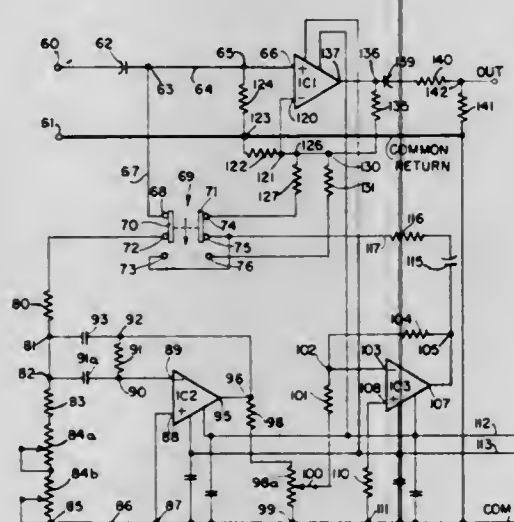 60 62 65 66 137 136 139 140 OUT
63 64 124 IC1 142
+ −
61 123 120 135 141
COMMON
RETURN
122 121 126 130
127 131
67 68 69 71
70 74
72 75
73 76 116
117
115
80
93 92 104
81 102 103 105
91a 91 89
82 90 IC2 96 101 108 IC3 107
− +
83 88 95 98
84a 112
113
84b 98a 100 110
85 86 87 99 111 COM